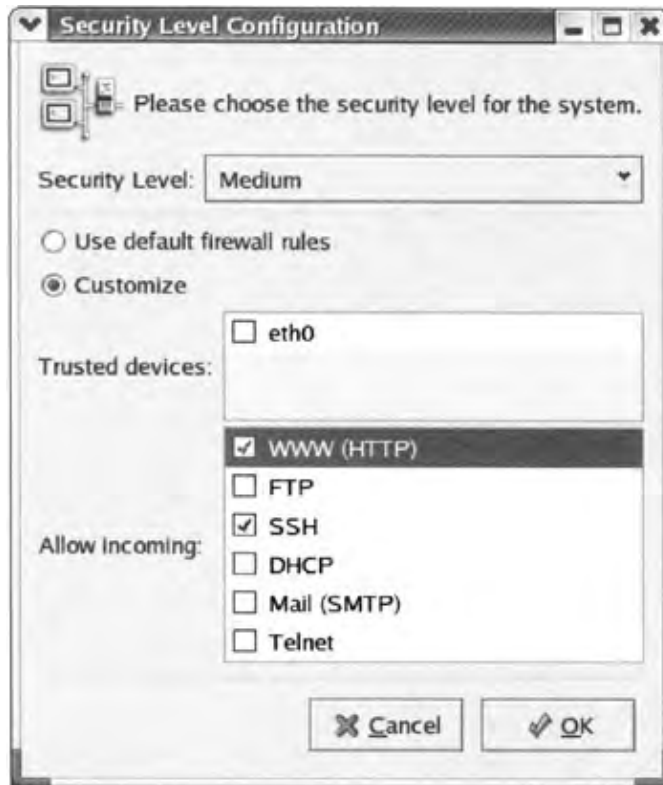 Security Level Configuration
Please choose the security level for the system.
Security Level: Medium
Use default firewall rules
Customize
Trusted devices:
eth0
Allow incoming:
WWW (HTTP)
FTP
SSH
DHCP
Mail (SMTP)
Telnet
Cancel
OK